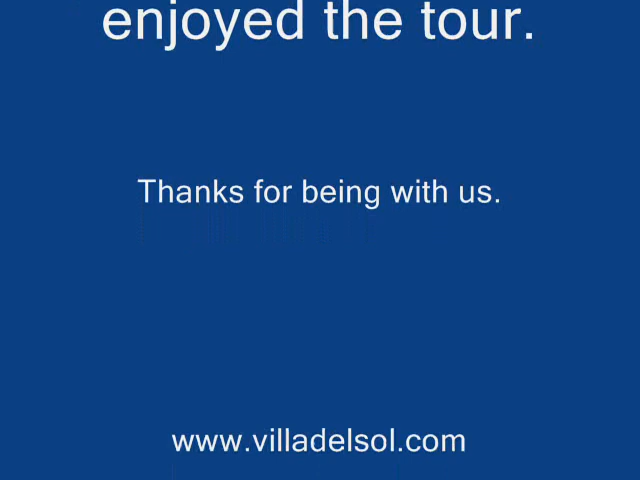 enjoyed the tour.
Thanks for being with us.
www.villadelsol.com